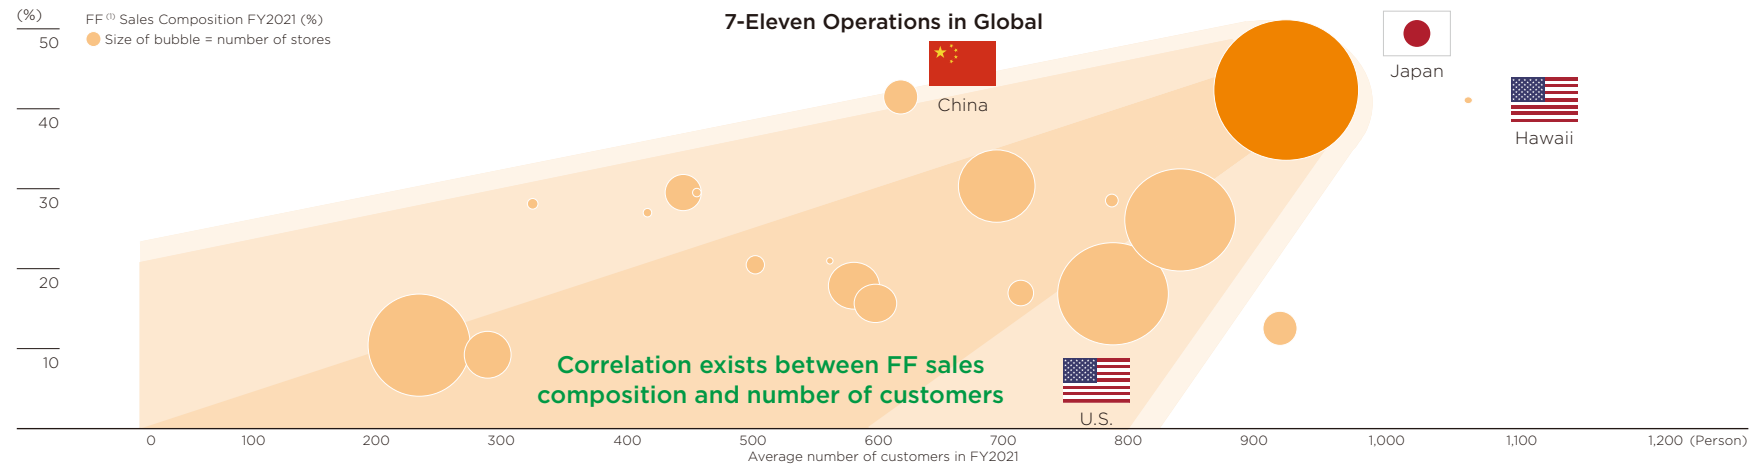 7-Eleven Operations in Global
(%)
FF (1) Sales Composition FY2021 (%)
Size of bubble = number of stores
50
40
30
20
10
China
Japan
Hawaii
U.S.
Correlation exists between FF sales
composition and number of customers
0 100 200 300 400 500 600 700 800 900 1,000 1,100 1,200 (Person)
Average number of customers in FY2021